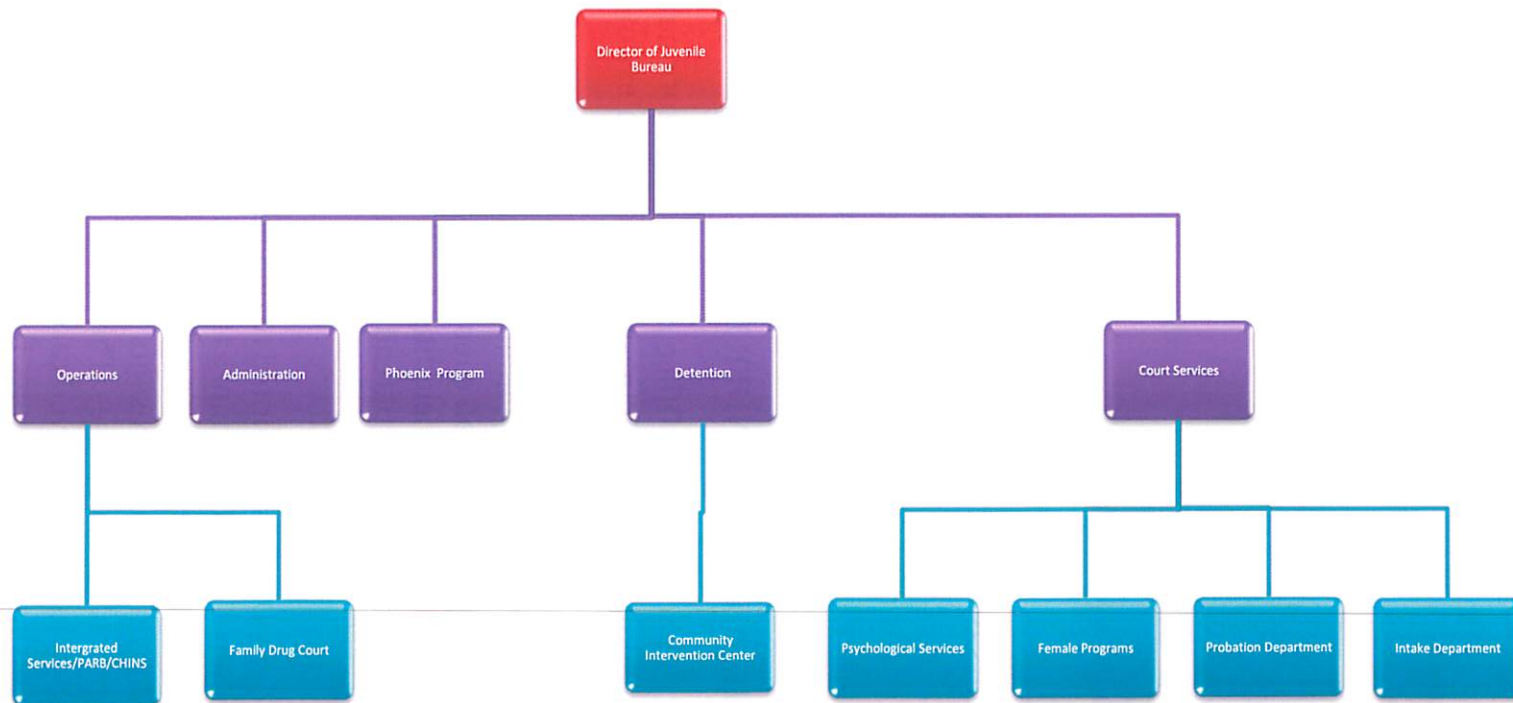 Director of Juvenile
Bureau
Operations
Administration
Phoenix Program
Detention
Court Services
Intergrated
Services/PARB/CHINS
Family Drug Court
Community
Intervention Center
Psychological Services
Female Programs
Probation Department
Intake Department